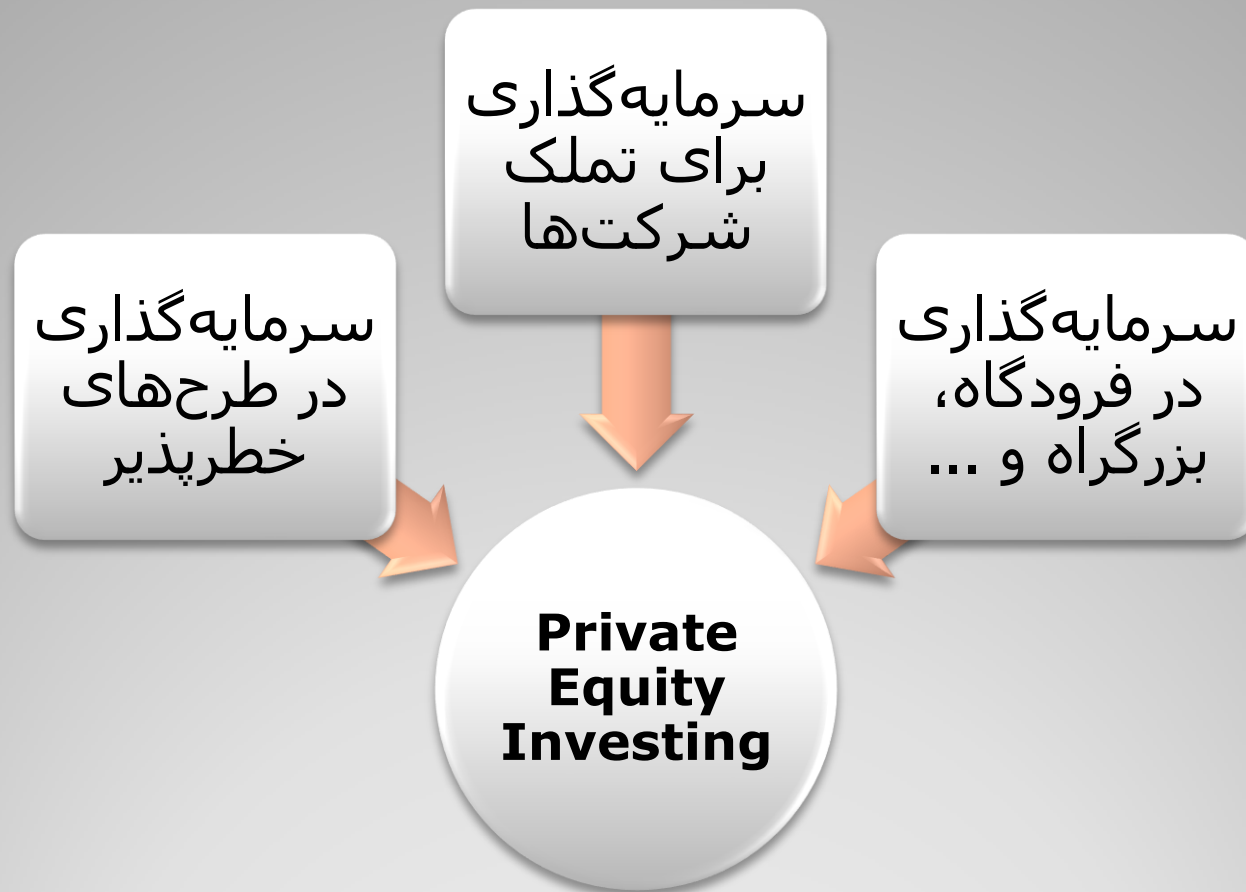 سرمایه‌گذاری
برای تملک
شرکت‌ها
سرمایه‌گذاری
در فرودگاه،
بزرگراه و ...
سرمایه‌گذاری
در طرح‌های
خطرپذیر
Private
Equity
Investing